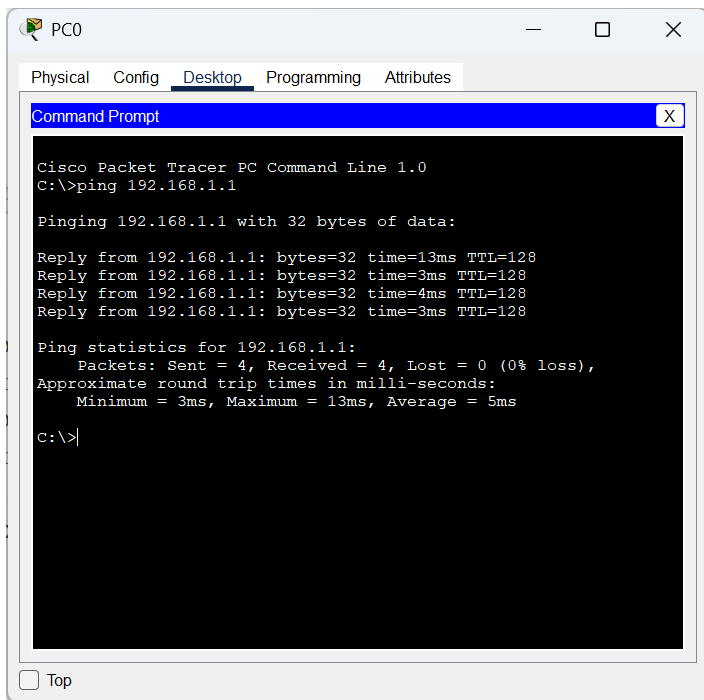 PC0
Physical Config Desktop Programming Attributes
Command Prompt
X
Cisco Packet Tracer PC Command Line 1.0
C:\>ping 192.168.1.1
Pinging 192.168.1.1 with 32 bytes of data:
Reply from 192.168.1.1: bytes=32 time=13ms TTL=128
Reply from 192.168.1.1: bytes=32 time=3ms TTL=128
Reply from 192.168.1.1: bytes=32 time=4ms TTL=128
Reply from 192.168.1.1: bytes=32 time=3ms TTL=128
Ping statistics for 192.168.1.1:
Packets: Sent = 4, Received = 4, Lost = 0 (0% loss),
Approximate round trip times in milli-seconds:
Minimum = 3ms, Maximum = 13ms, Average = 5ms
C:\>
Top